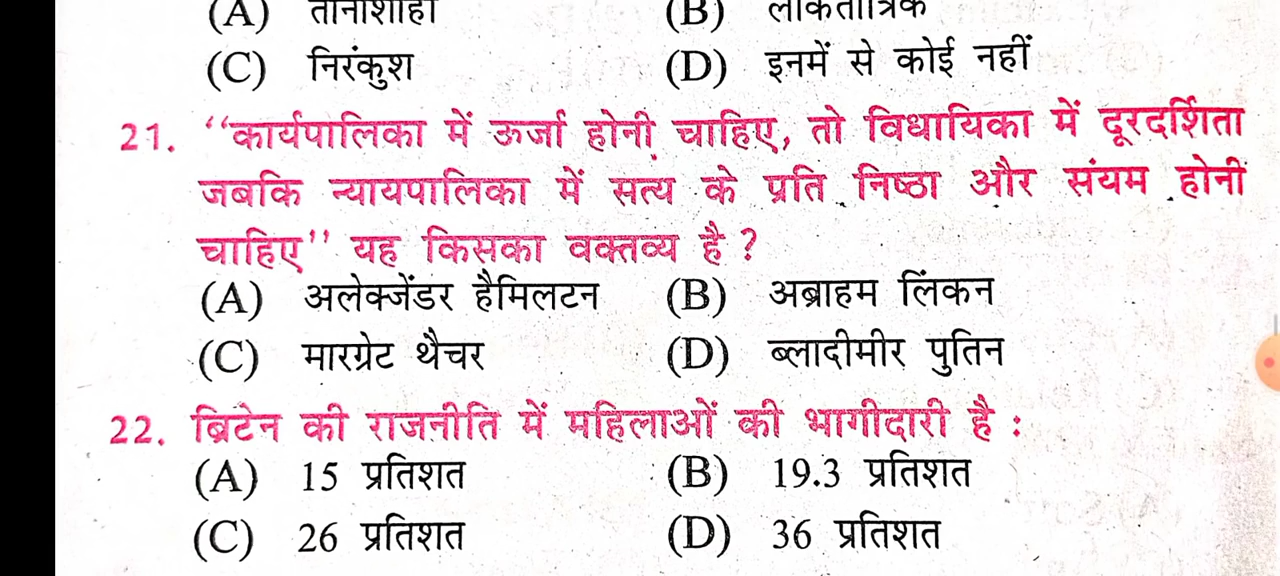 (A) तानाशाही (B) लोकतांत्रिक
(C) निरंकुश (D) इनमें से कोई नहीं
21. “कार्यपालिका में ऊर्जा होनी चाहिए, तो विधायिका में दूरदर्शिता
जबकि न्यायपालिका में सत्य के प्रति निष्ठा और संयम होनी
चाहिए” यह किसका वक्तव्य है ?
(A) अलेक्जेंडर हैमिलटन (B) अब्राहम लिंकन
(C) मारग्रेट थैचर (D) ब्लादीमीर पुतिन
22. ब्रिटेन की राजनीति में महिलाओं की भागीदारी है :
(A) 15 प्रतिशत (B) 19.3 प्रतिशत
(C) 26 प्रतिशत (D) 36 प्रतिशत